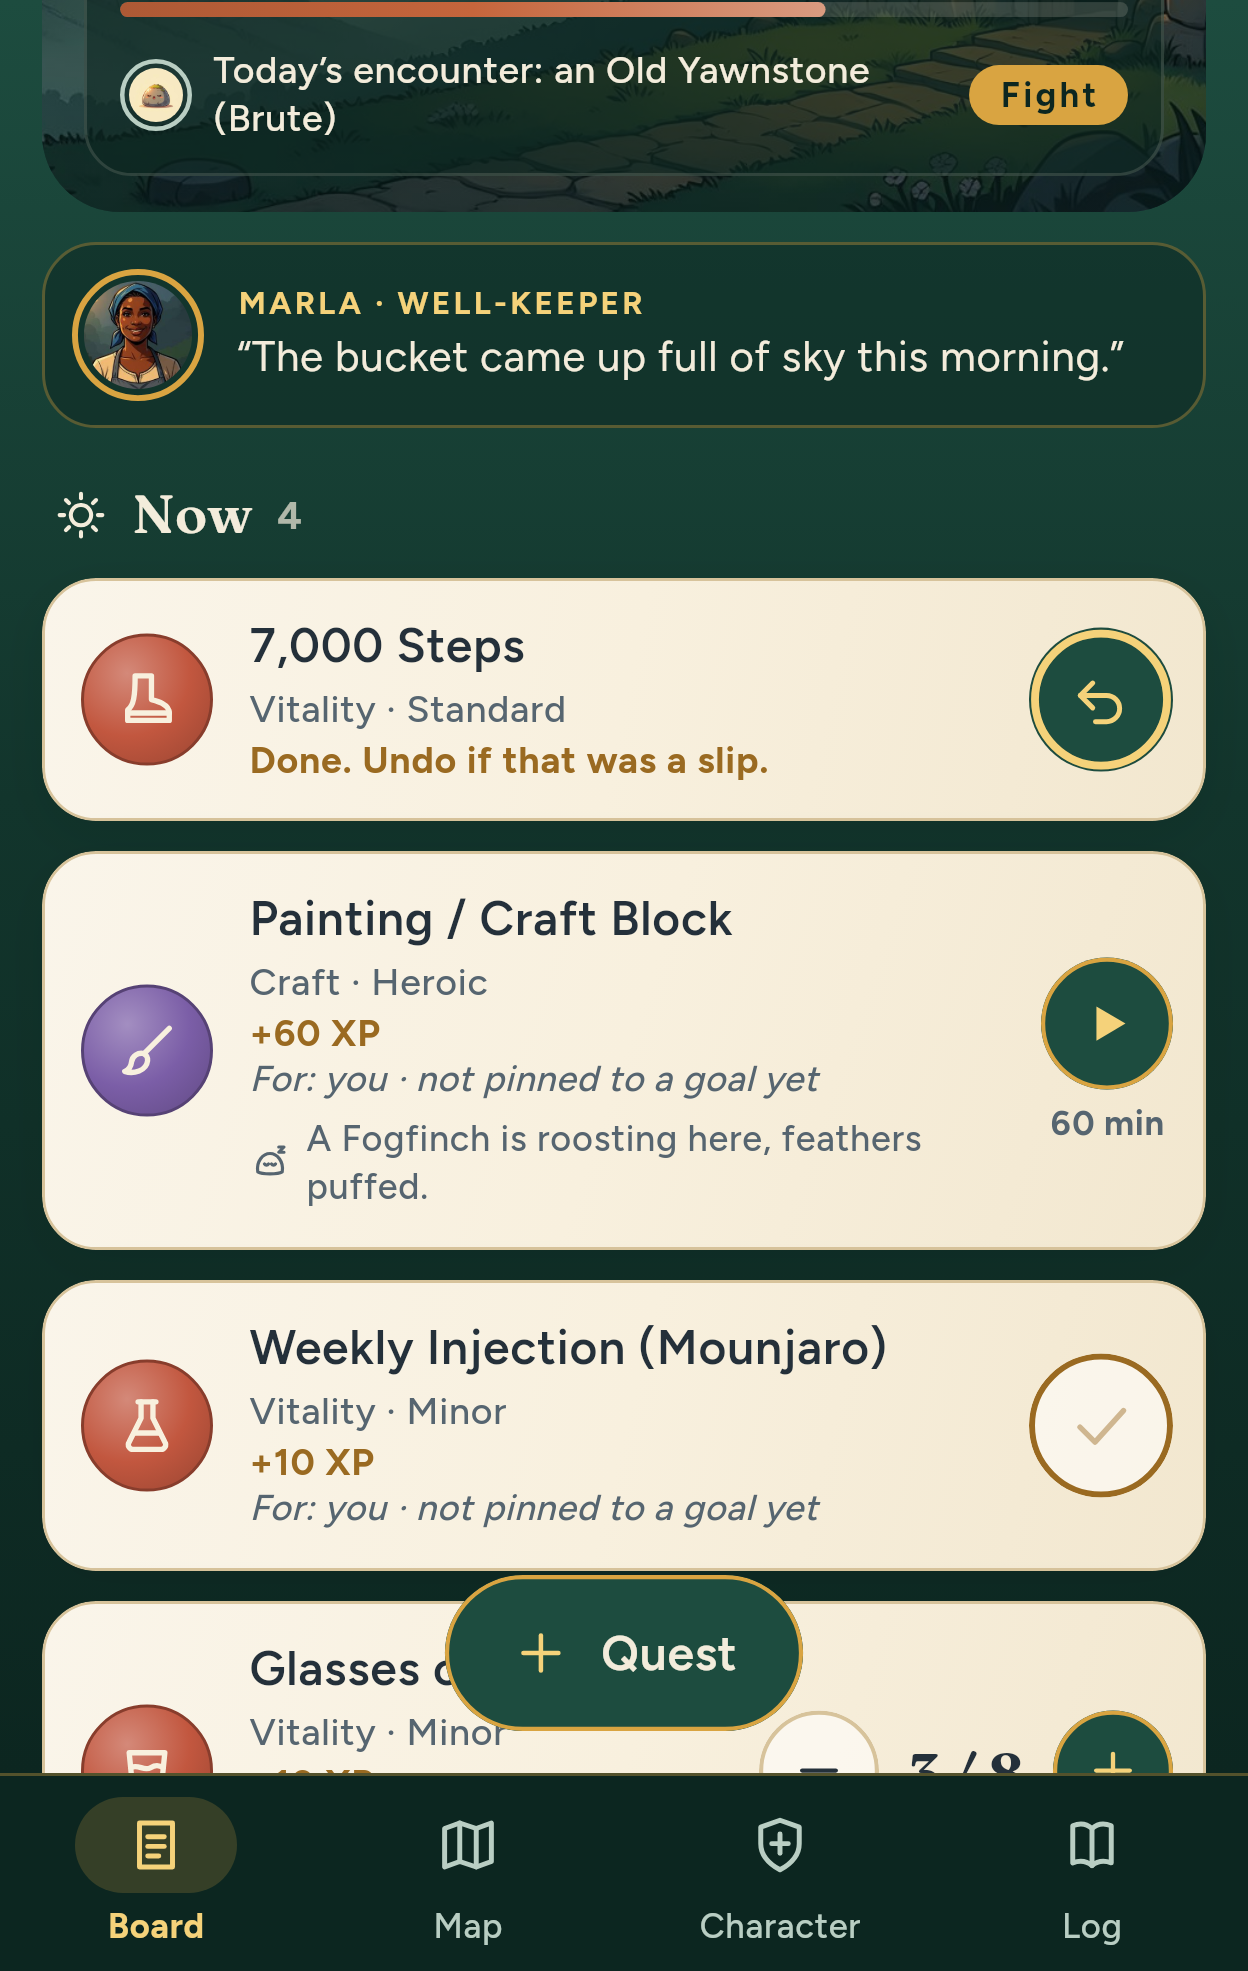 Today’s encounter: an Old Yawnstone
(Brute)
Fight
MARLA · WELL-KEEPER
“The bucket came up full of sky this morning.”
Now 4
7,000 Steps
Vitality · Standard
Done. Undo if that was a slip.
Painting / Craft Block
Craft · Heroic
+60 XP
For: you · not pinned to a goal yet
A Fogfinch is roosting here, feathers
puffed.
60 min
Weekly Injection (Mounjaro)
Vitality · Minor
+10 XP
For: you · not pinned to a goal yet
Quest
Glasses
Vitality · Minor
3 / 8
Board
Map
Character
Log